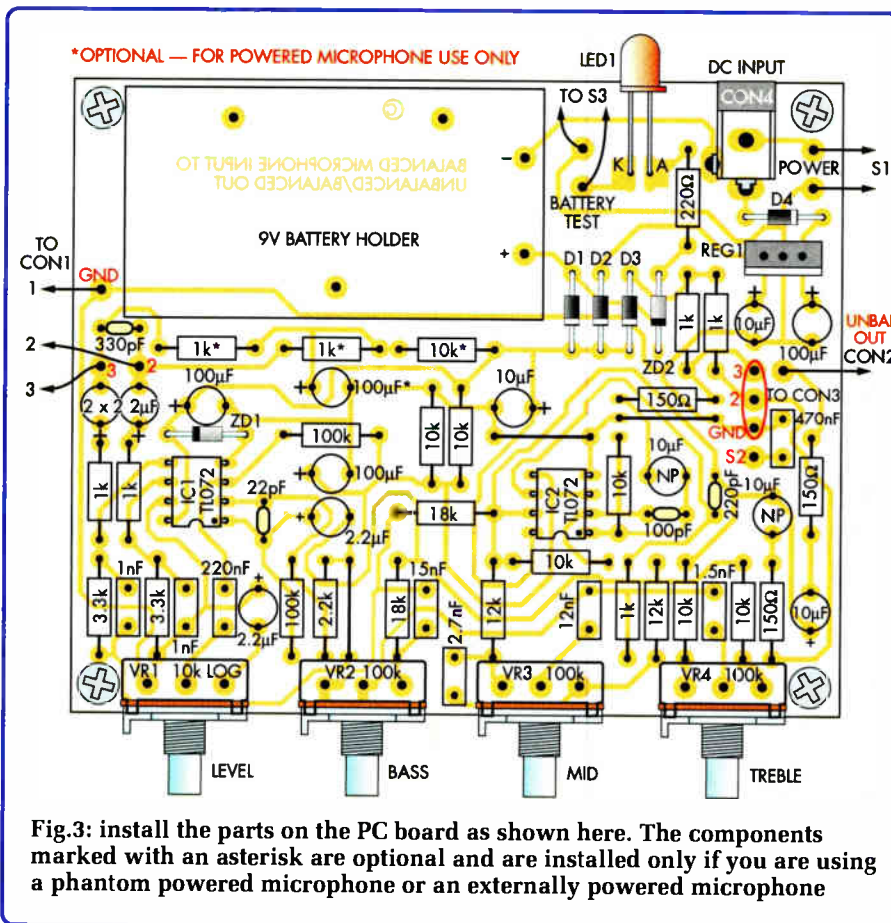 *OPTIONAL — FOR POWERED MICROPHONE USE ONLY
LED1
DC INPUT
CON4
TO S3
BALANCED MICROPHONE INPUT TO
UNBALANCED/BALANCED OUT
9V BATTERY HOLDER
–
+
K
A
BATTERY
TEST
220Ω
POWER
S1
D4
REG1
TO
CON1
GND
1
2
3
330pF
3
2
1k*
1k*
10k*
D1
D2
D3
ZD2
1k
1k
+
10µF
+
100µF
UNBAL
OUT
CON2
2 x 2
2µF
+
+
100µF
+
ZD1
+
100µF*
10µF
+
150Ω
3
2
GND
TO CON3
470nF
S2
100k
10k
10k
1k
1k
IC1
TL072
22pF
+
100µF
+
2.2µF
18k
IC2
TL072
10k
10µF
NP
100pF
220pF
10µF
NP
150Ω
10k
3.3k
1nF
3.3k
1nF
220nF
+
2.2µF
100k
2.2k
18k
15nF
2.7nF
12k
12nF
1k
12k
10k
1.5nF
10k
150Ω
10µF
+
VR1 10k LOG
VR2 100k
VR3 100k
VR4 100k
LEVEL
BASS
MID
TREBLE
Fig.3: install the parts on the PC board as shown here. The components
marked with an asterisk are optional and are installed only if you are using
a phantom powered microphone or an externally powered microphone